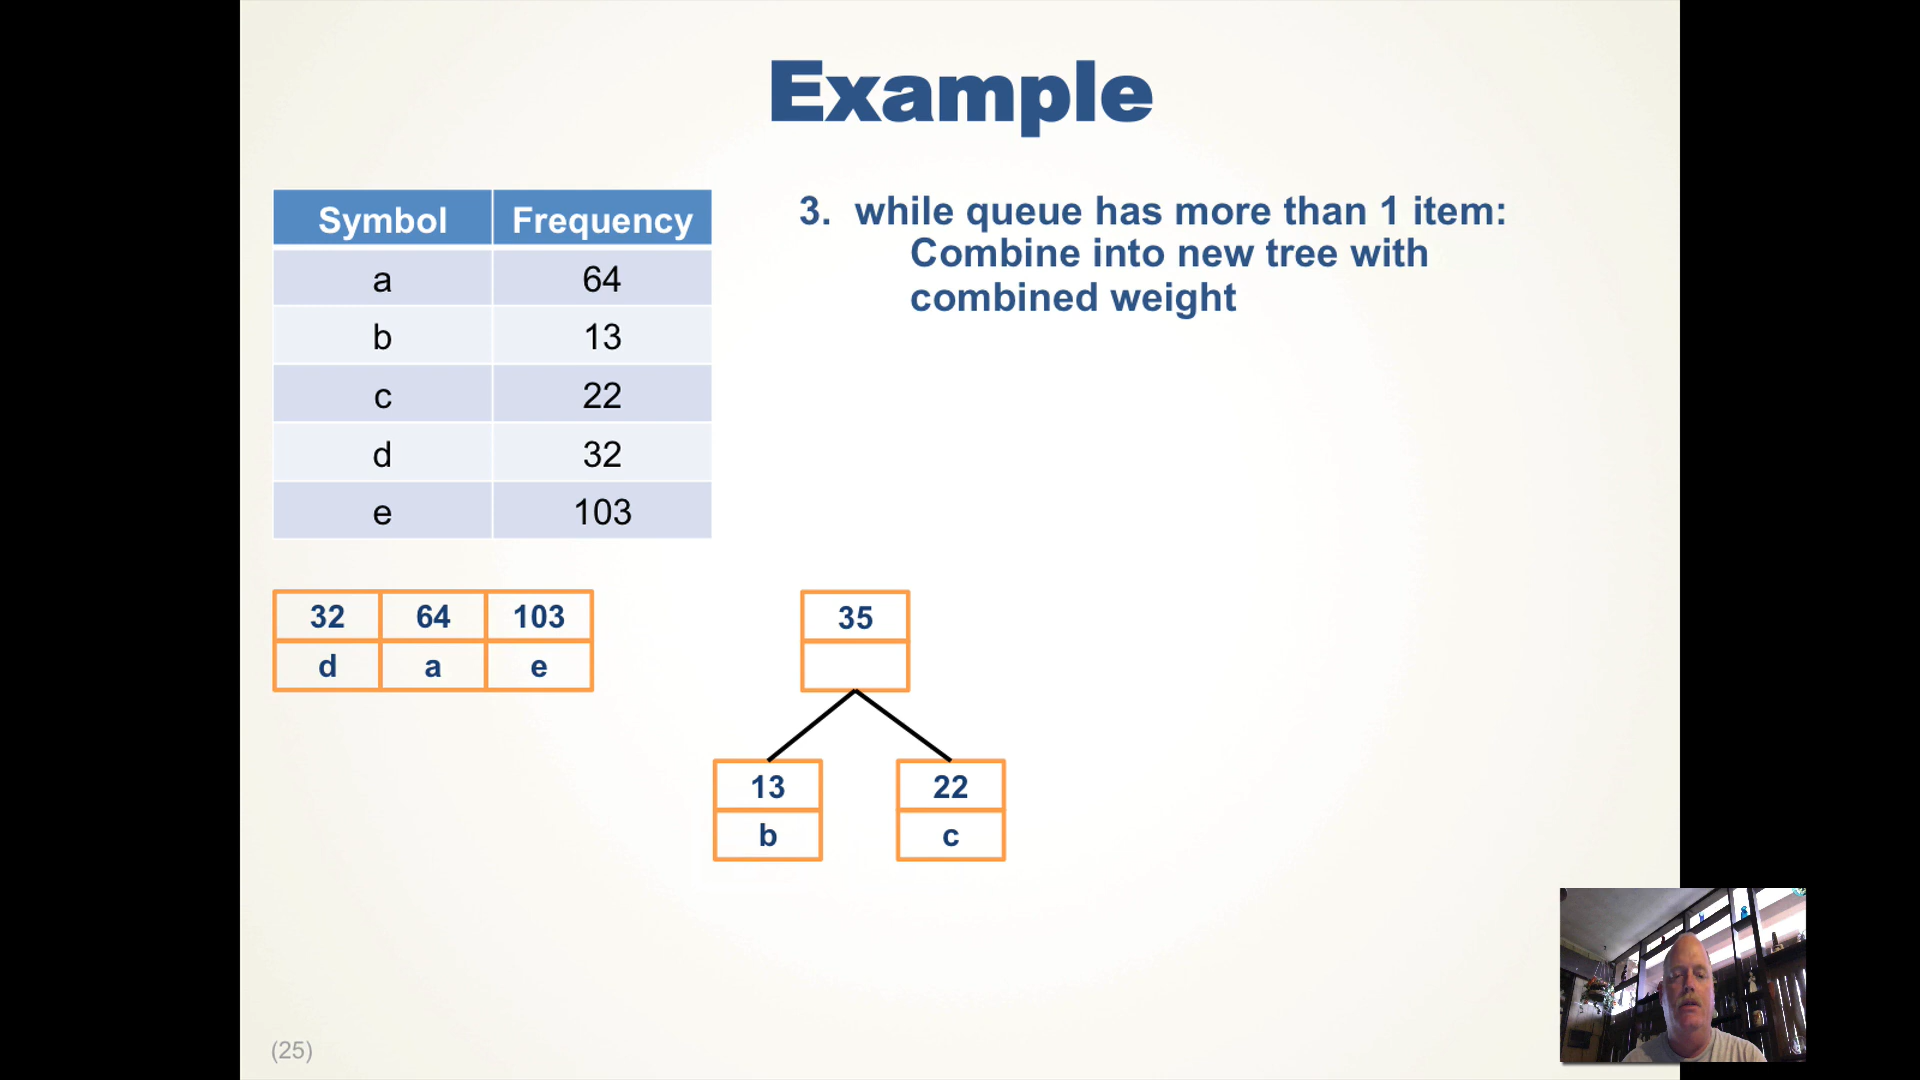 Example
Symbol Frequency
a 64
b 13
c 22
d 32
e 103
3. while queue has more than 1 item:
Combine into new tree with
combined weight
32 64 103
d a e
35
13 22
b c
(25)